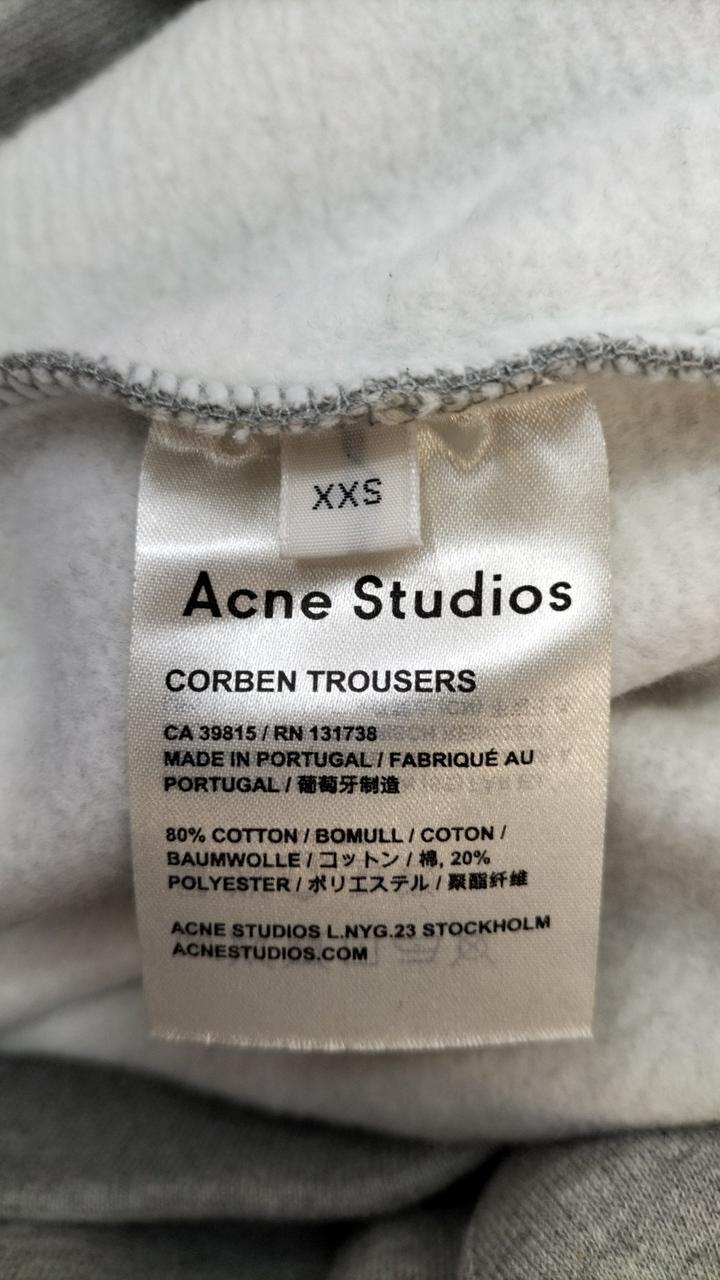 XXS
Acne Studios
CORBEN TROUSERS
CA 39815 / RN 131738
MADE IN PORTUGAL / FABRIQUÉ AU
PORTUGAL / 葡萄牙制造
80% COTTON / BOMULL / COTON /
BAUMWOLLE / コットン / 棉, 20%
POLYESTER / ポリエステル / 聚酯纤维
ACNE STUDIOS L.NYG.23 STOCKHOLM
ACNESTUDIOS.COM